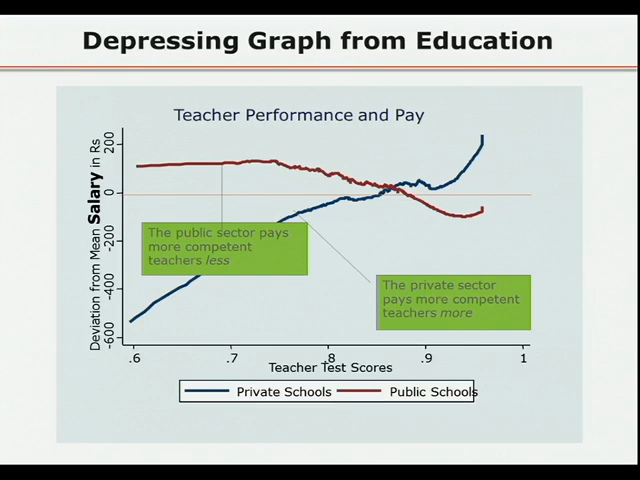 Depressing Graph from Education
Teacher Performance and Pay
Deviation from Mean Salary in Rs
200
0
-200
-400
-600
The public sector pays
more competent
teachers less
The private sector
pays more competent
teachers more
.6
.7
.8
.9
1
Teacher Test Scores
Private Schools
Public Schools